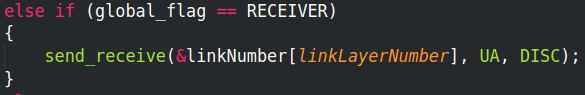 else if (global_flag == RECEIVER)
{
    send_receive(&linkNumber[linkLayerNumber], UA, DISC);
}